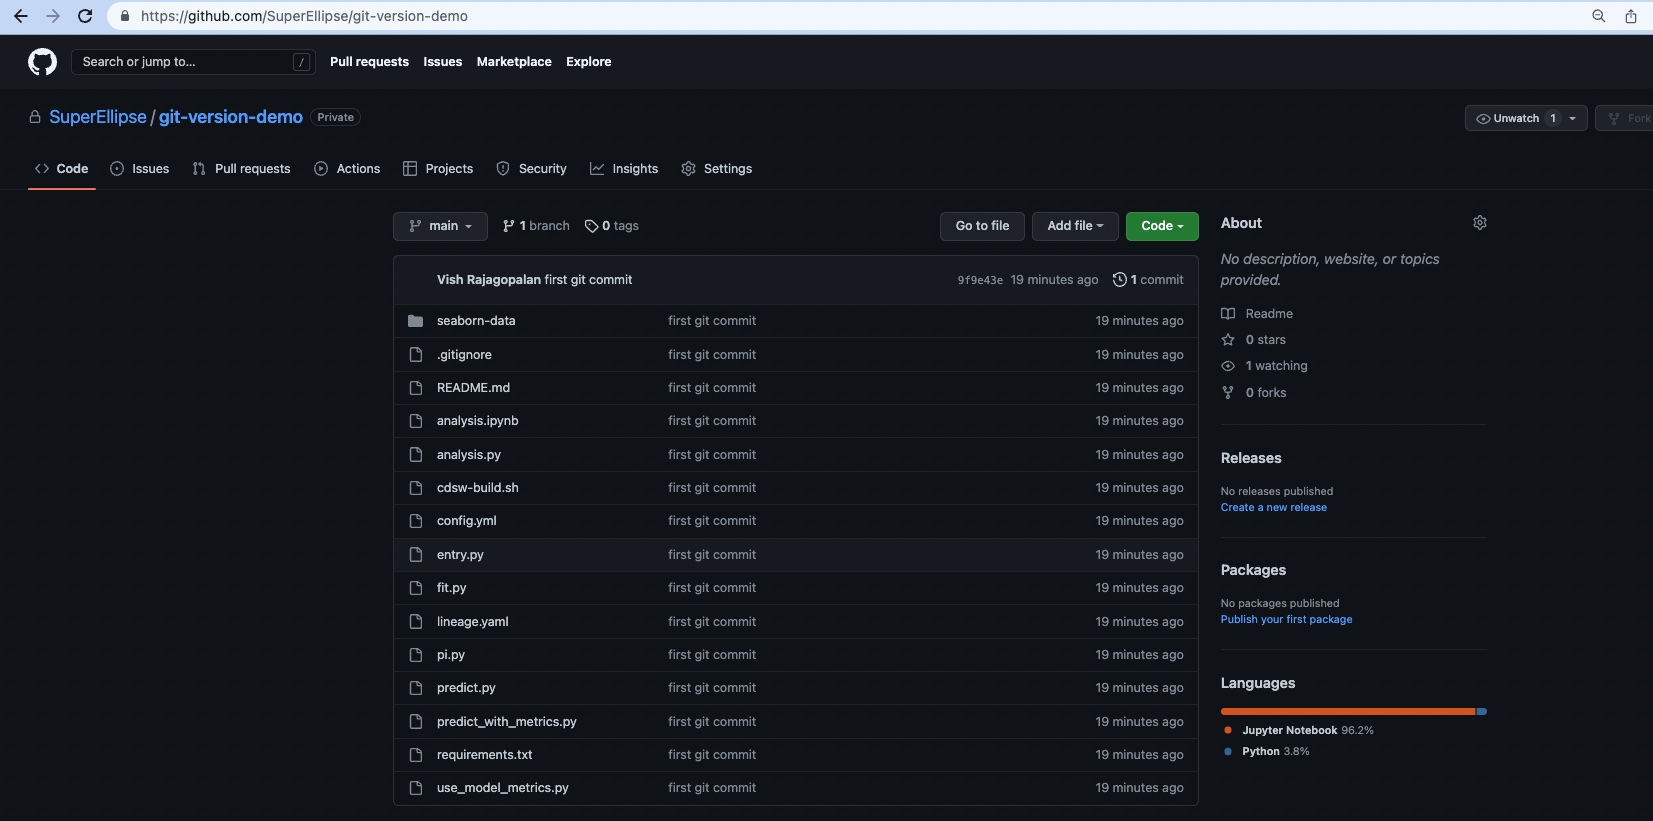 https://github.com/SuperEllipse/git-version-demo
Search or jump to... /
Pull requests Issues Marketplace Explore
SuperEllipse / git-version-demo Private
Unwatch 1 Fork
Code Issues Pull requests Actions Projects Security Insights Settings
main 1 branch 0 tags Go to file Add file Code
Vish Rajagopalan first git commit 9f9e43e 19 minutes ago 1 commit
seaborn-data first git commit 19 minutes ago
.gitignore first git commit 19 minutes ago
README.md first git commit 19 minutes ago
analysis.ipynb first git commit 19 minutes ago
analysis.py first git commit 19 minutes ago
cdsw-build.sh first git commit 19 minutes ago
config.yml first git commit 19 minutes ago
entry.py first git commit 19 minutes ago
fit.py first git commit 19 minutes ago
lineage.yaml first git commit 19 minutes ago
pi.py first git commit 19 minutes ago
predict.py first git commit 19 minutes ago
predict_with_metrics.py first git commit 19 minutes ago
requirements.txt first git commit 19 minutes ago
use_model_metrics.py first git commit 19 minutes ago
About
No description, website, or topics
provided.
Readme
0 stars
1 watching
0 forks
Releases
No releases published
Create a new release
Packages
No packages published
Publish your first package
Languages
Jupyter Notebook 96.2%
Python 3.8%